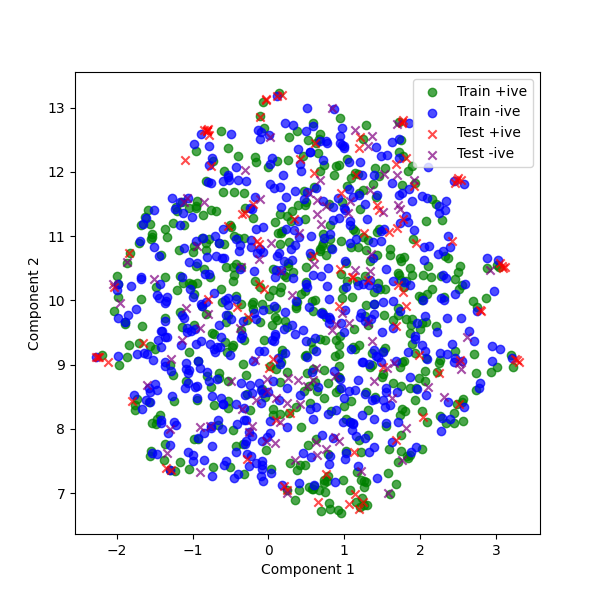 Train +ive
Train -ive
Test +ive
Test -ive
Component 2
13
12
11
10
9
8
7
−2
−1
0
1
2
3
Component 1